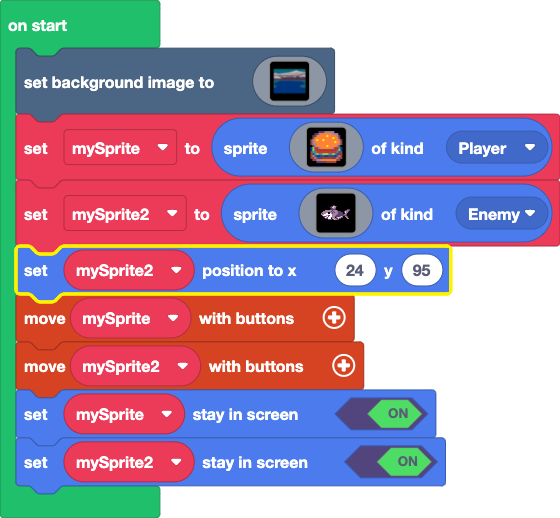 on start
set background image to
set mySprite to sprite of kind Player
set mySprite2 to sprite of kind Enemy
set mySprite2 position to x 24 y 95
move mySprite with buttons
move mySprite2 with buttons
set mySprite stay in screen ON
set mySprite2 stay in screen ON